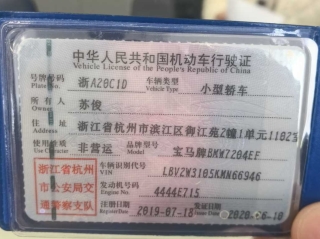 中华人民共和国机动车行驶证
Vehicle License of the People's Republic of China
号牌号码 浙A20C1D 车辆类型 小型轿车
Plate No. Vehicle Type
所有人 苏俊
Owner
住址 浙江省杭州市滨江区御江苑2幢1单元1102室
Address
使用性质 非营运 品牌型号 宝马牌BMW7204EF
Use Character Model
浙江省杭州
市公安局交
通警察支队
车辆识别代号 LBV2W3105KMN66946
VIN
发动机号码 4444E715
Engine No.
注册日期 2019-07-18 发证日期 2020-06-10
Register Date Issue Date